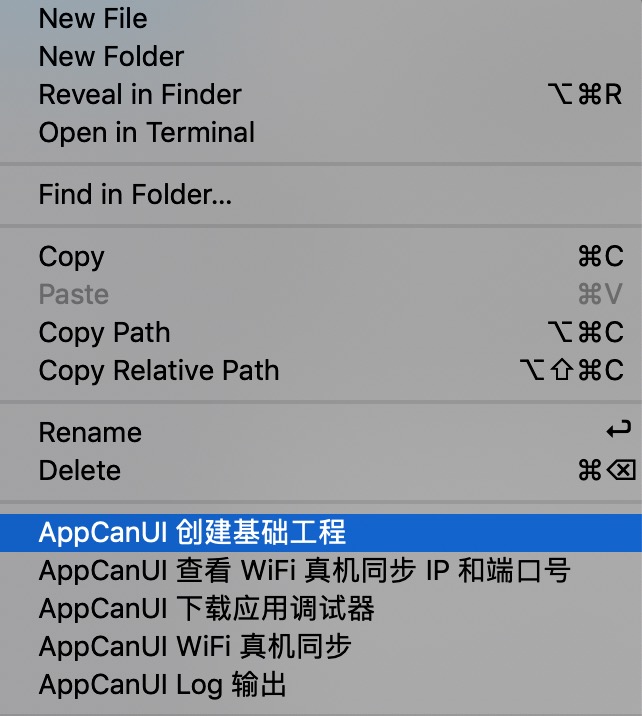 New File
New Folder
Reveal in Finder ⌥⌘R
Open in Terminal
Find in Folder...
Copy ⌘C
Paste ⌘V
Copy Path ⌥⌘C
Copy Relative Path ⌥⇧⌘C
Rename ↩
Delete ⌘⌫
AppCanUI 创建基础工程
AppCanUI 查看 WiFi 真机同步 IP 和端口号
AppCanUI 下载应用调试器
AppCanUI WiFi 真机同步
AppCanUI Log 输出